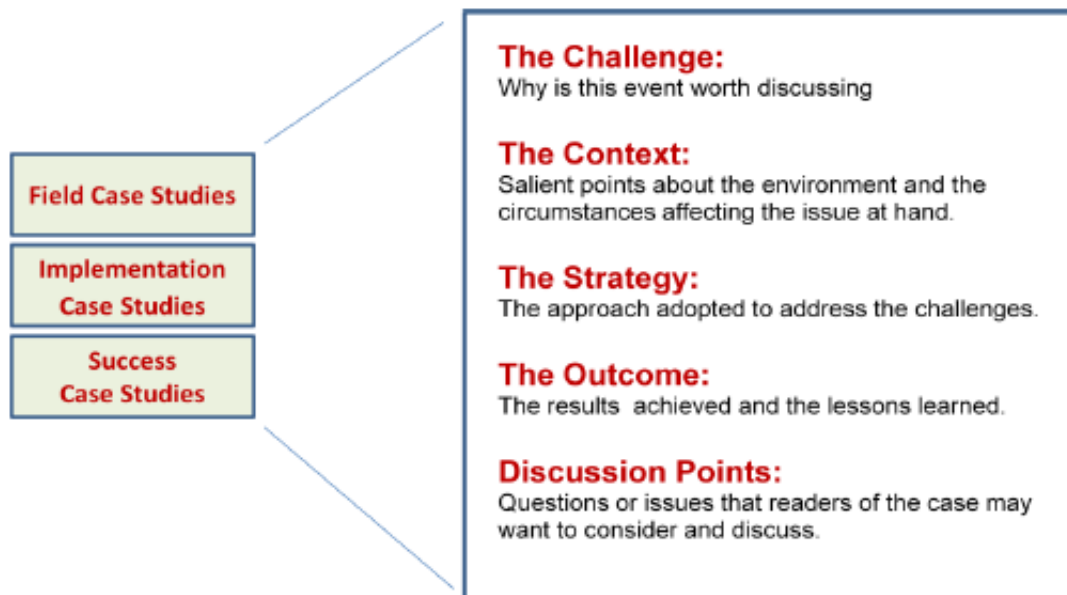 Field Case Studies
Implementation
Case Studies
Success
Case Studies
The Challenge:
Why is this event worth discussing
The Context:
Salient points about the environment and the
circumstances affecting the issue at hand.
The Strategy:
The approach adopted to address the challenges.
The Outcome:
The results  achieved and the lessons learned.
Discussion Points:
Questions or issues that readers of the case may
want to consider and discuss.